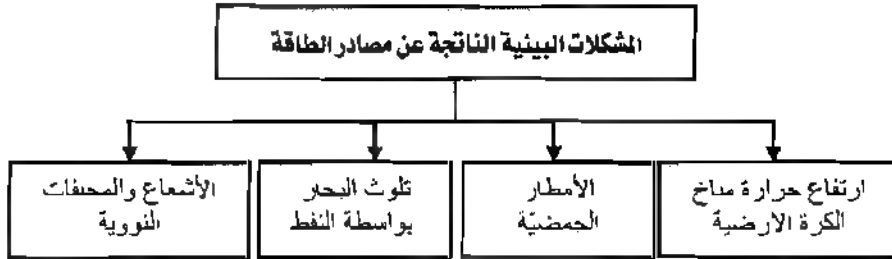 المشكلات البيئية الناتجة عن مصادر الطاقة
ارتفاع حرارة مناخ
الكرة الارضية
الأمطار
الحمضيّة
تلوث البحار
بواسطة النفط
الأشعاع والمخلفات
النووية